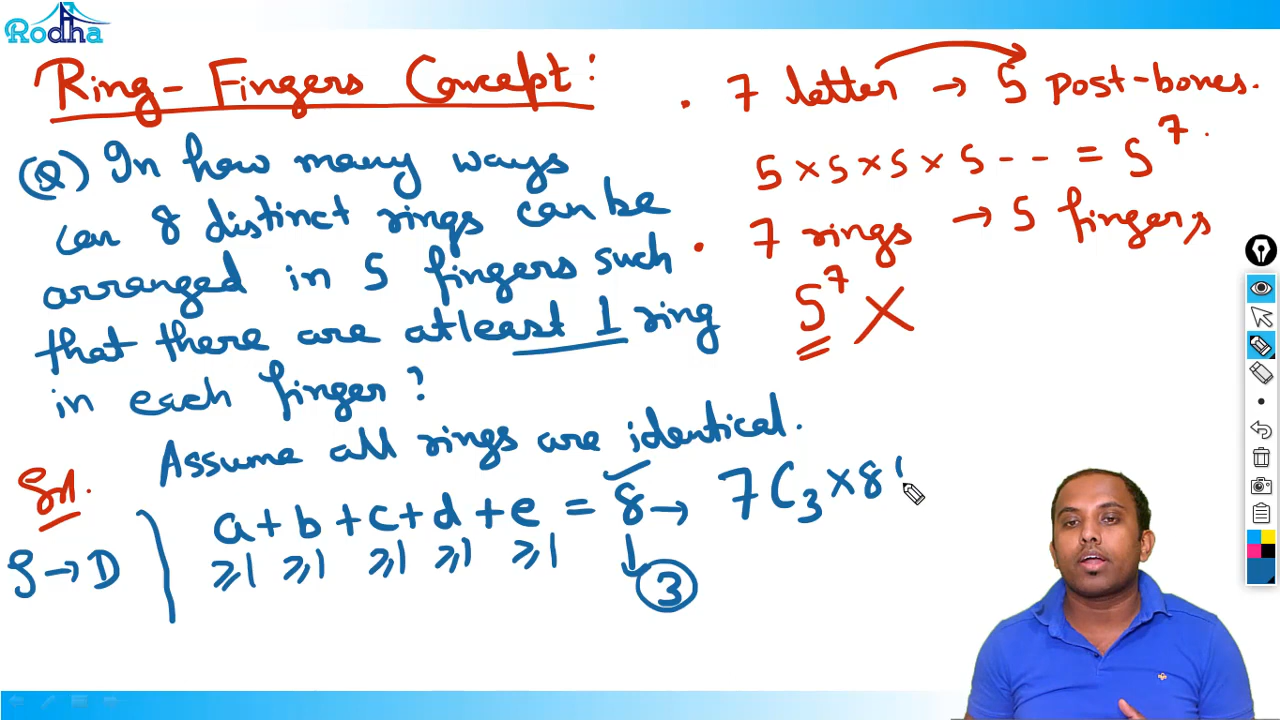 Rodha
Ring-Fingers Concept:
(Q) In how many ways
can 8 distinct rings can be
arranged in 5 fingers such
that there are atleast 1 ring
in each finger?
Assume all rings are identical.
Sol.
a+b+c+d+e = 8 → 7C3 × 8!
≥1 ≥1 ≥1 ≥1 ≥1 ↓
S→D
3
. 7 letter → 5 post-boxes.
5 × 5 × 5 × 5 -- = 5^7.
. 7 rings → 5 fingers
5^7 X